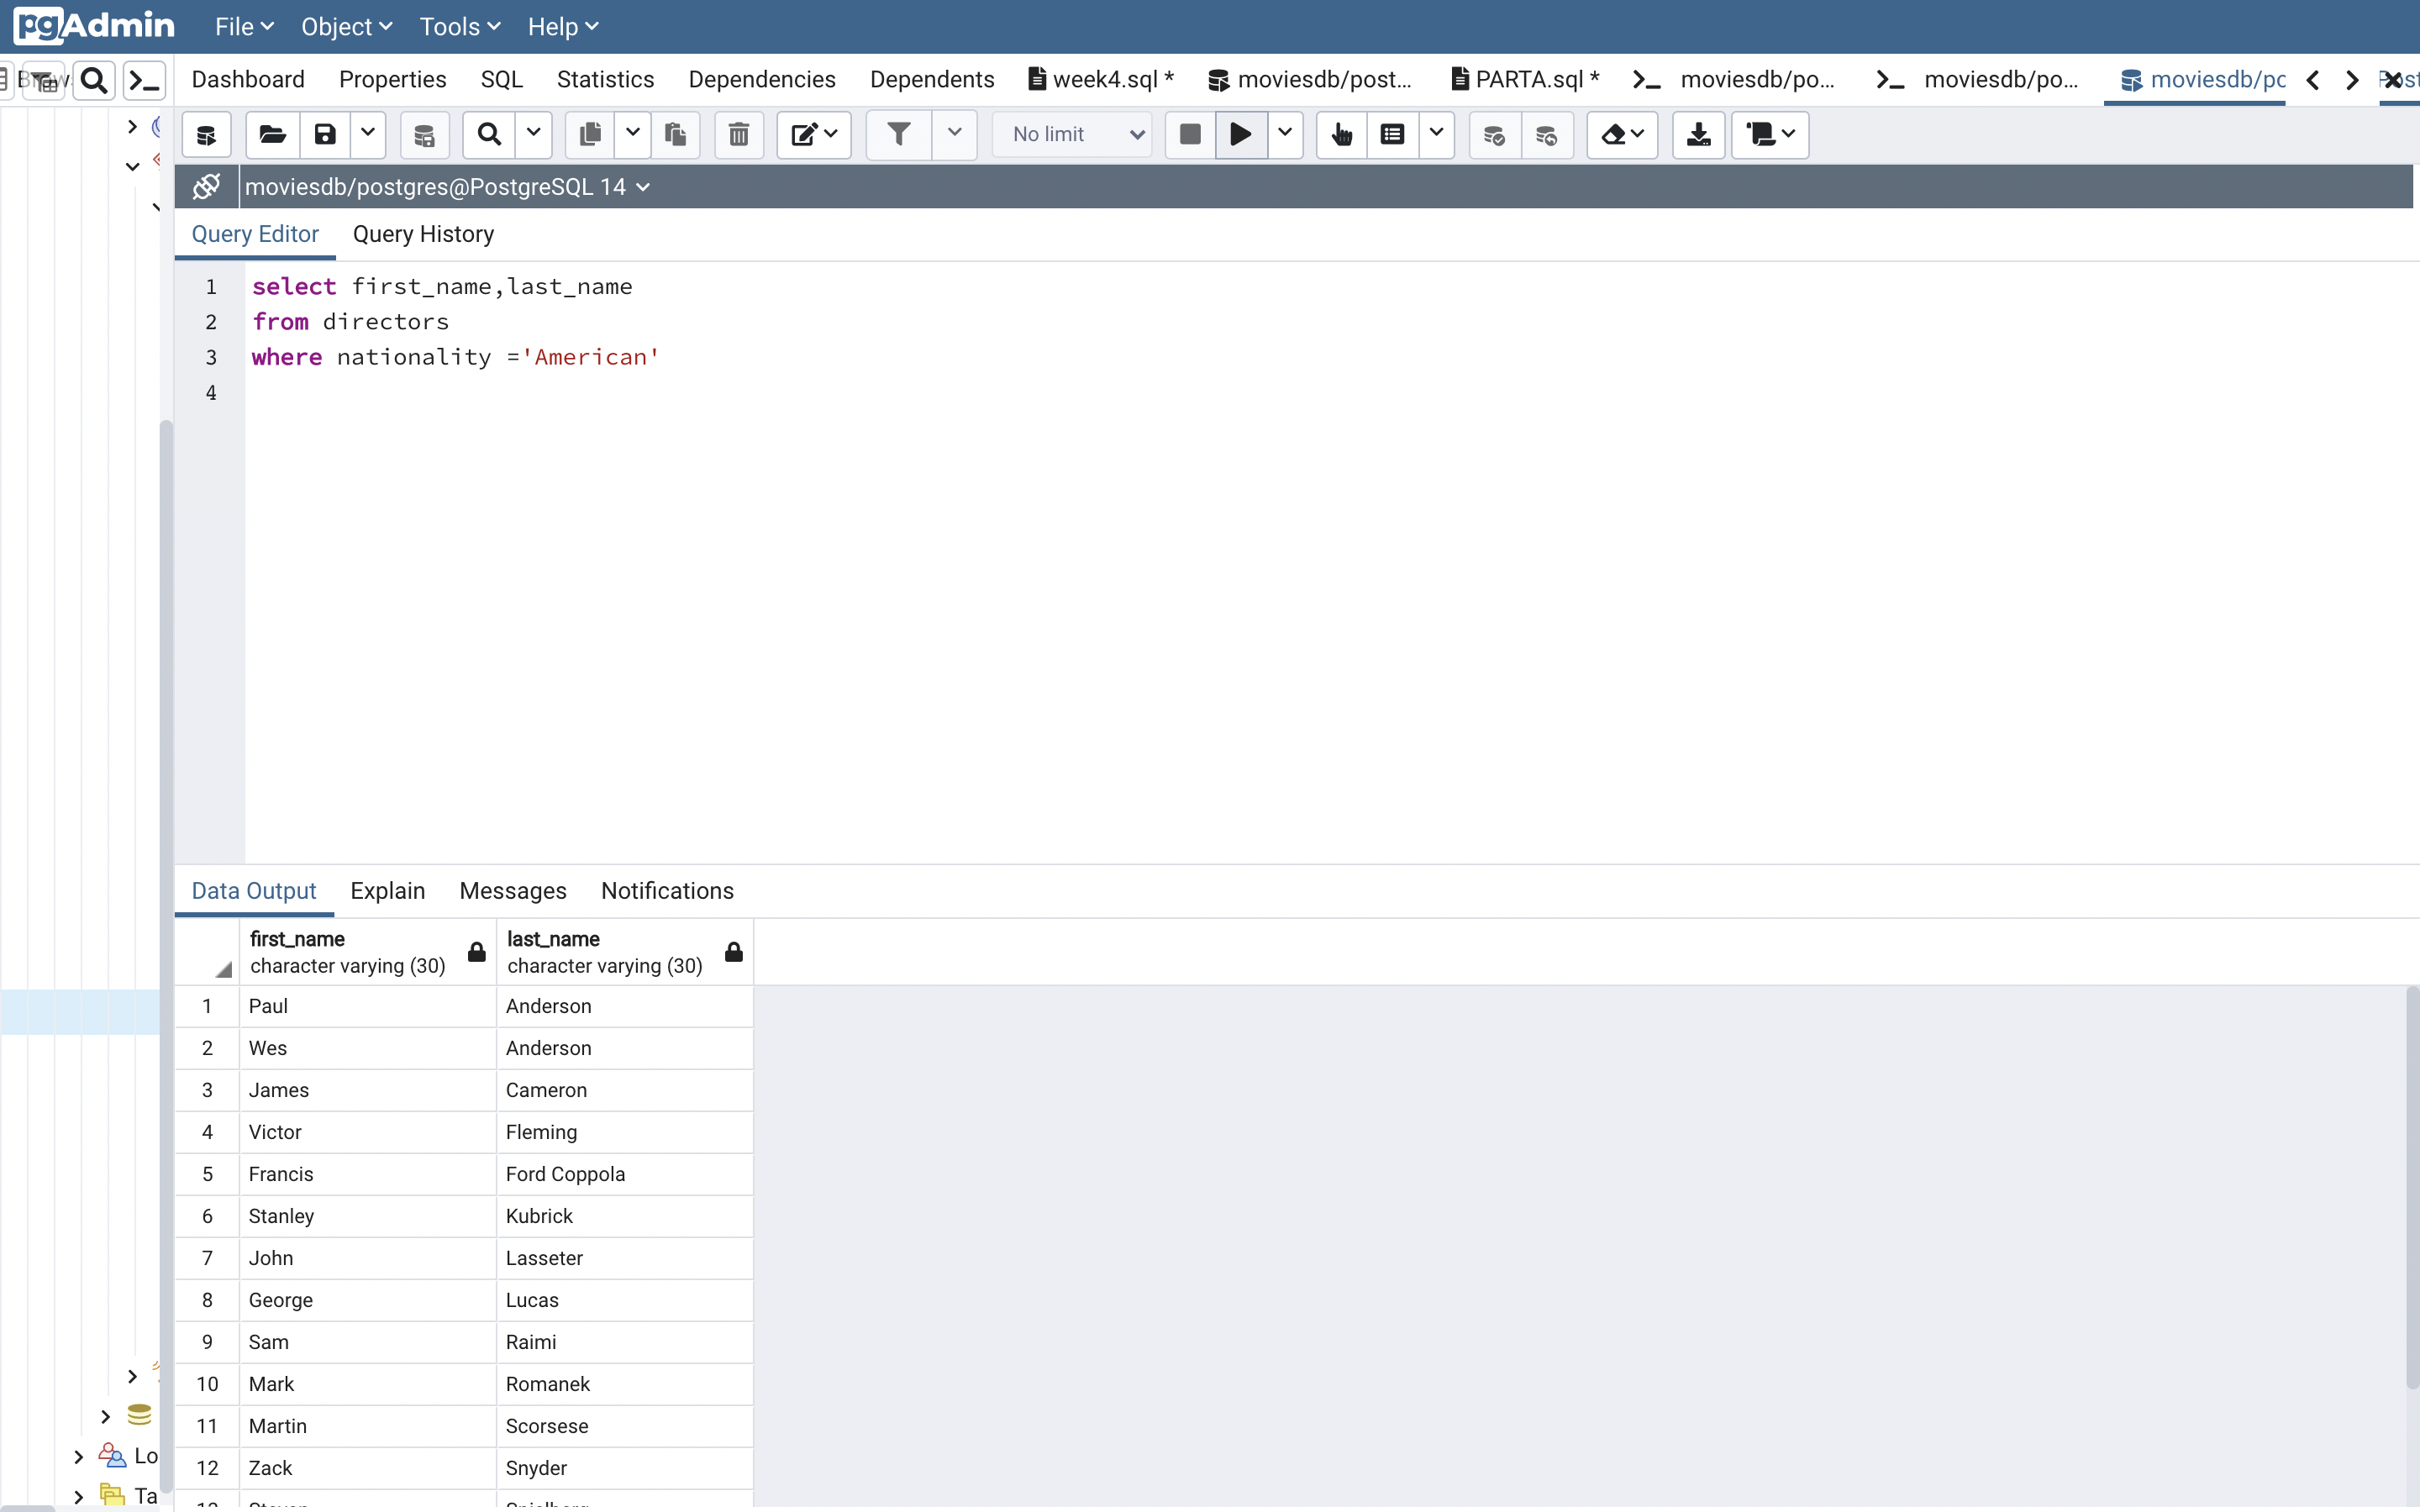 pgAdmin File Object Tools Help
Dashboard Properties SQL Statistics Dependencies Dependents week4.sql * moviesdb/post... PARTA.sql * moviesdb/po... moviesdb/po... moviesdb/pc
No limit
moviesdb/postgres@PostgreSQL 14
Query Editor Query History
1 select first_name,last_name
2 from directors
3 where nationality ='American'
4
Data Output Explain Messages Notifications
first_name last_name
character varying (30) character varying (30)
1 Paul Anderson
2 Wes Anderson
3 James Cameron
4 Victor Fleming
5 Francis Ford Coppola
6 Stanley Kubrick
7 John Lasseter
8 George Lucas
9 Sam Raimi
10 Mark Romanek
11 Martin Scorsese
Lo
12 Zack Snyder
Ta